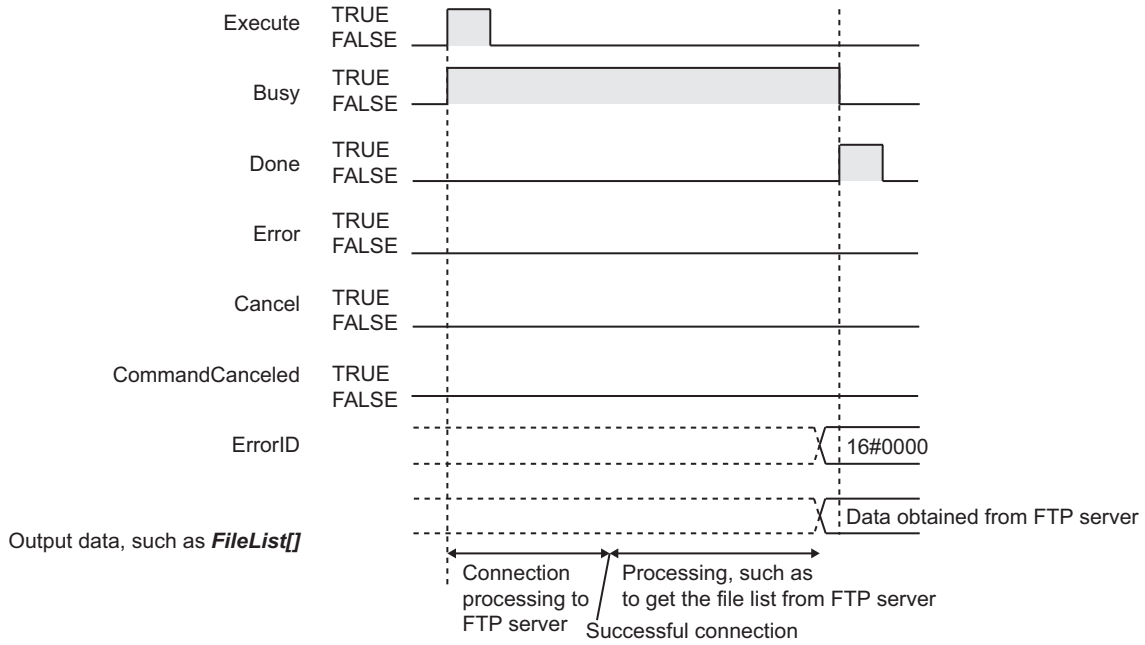 Execute
TRUE
FALSE
Busy
TRUE
FALSE
Done
TRUE
FALSE
Error
TRUE
FALSE
Cancel
TRUE
FALSE
CommandCanceled
TRUE
FALSE
ErrorID
16#0000
Output data, such as FileList[]
Data obtained from FTP server
Connection
processing to
FTP server
Processing, such as
to get the file list from FTP server
Successful connection